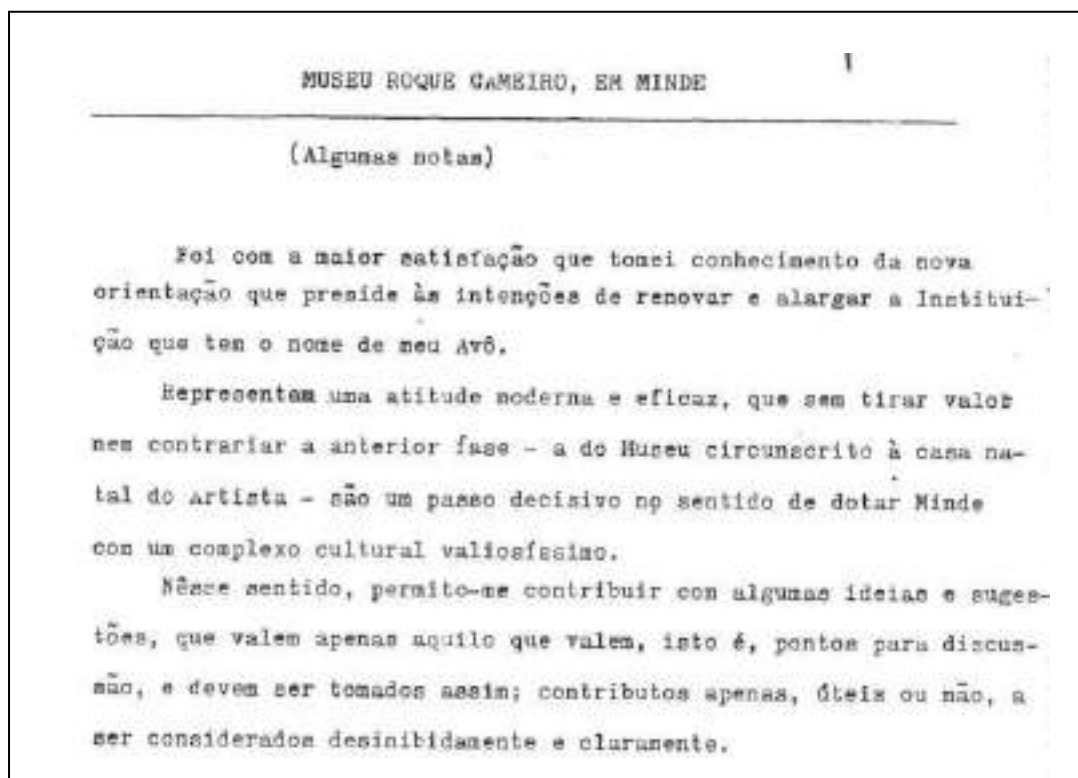 1
MUSEU ROQUE GAMEIRO, EM MINDE
(Algumas notas)
Foi com a maior satisfação que tomei conhecimento da nova
orientação que preside às intenções de renovar e alargar a Institui-
ção que tem o nome de meu Avô.
Representam uma atitude moderna e eficaz, que sem tirar valor
nem contrariar a anterior fase - a do Museu circunscrito à casa na-
tal do Artista - são um passo decisivo no sentido de dotar Minde
com um complexo cultural valiosíssimo.
Nêsse sentido, permito-me contribuir com algumas ideias e suges-
tões, que valem apenas aquilo que valem, isto é, pontos para discus-
são, e devem ser tomados assim; contributos apenas, úteis ou não, a
ser considerados desinibidamente e claramente.